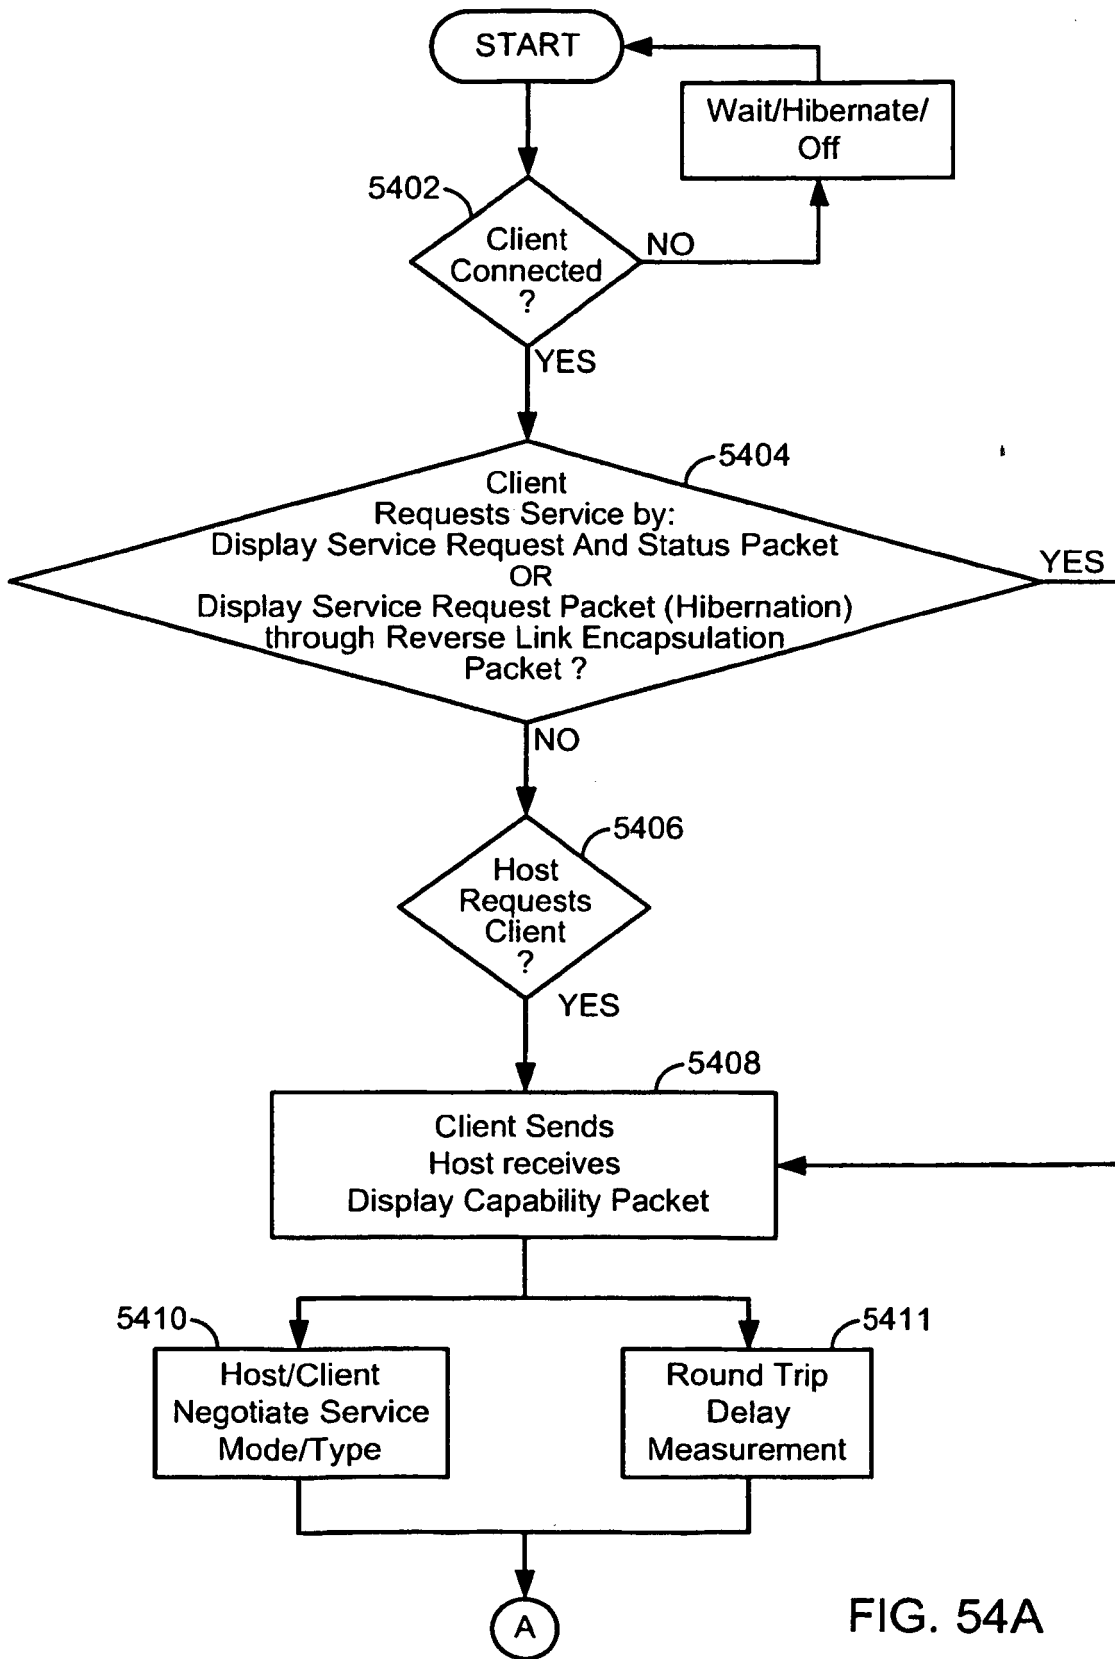 START
Wait/Hibernate/
Off
5402
Client
Connected
?
NO
YES
5404
Client
Requests Service by:
Display Service Request And Status Packet
OR
Display Service Request Packet (Hibernation)
through Reverse Link Encapsulation
Packet ?
YES
NO
5406
Host
Requests
Client
?
YES
5408
Client Sends
Host receives
Display Capability Packet
5410
Host/Client
Negotiate Service
Mode/Type
5411
Round Trip
Delay
Measurement
A
FIG. 54A